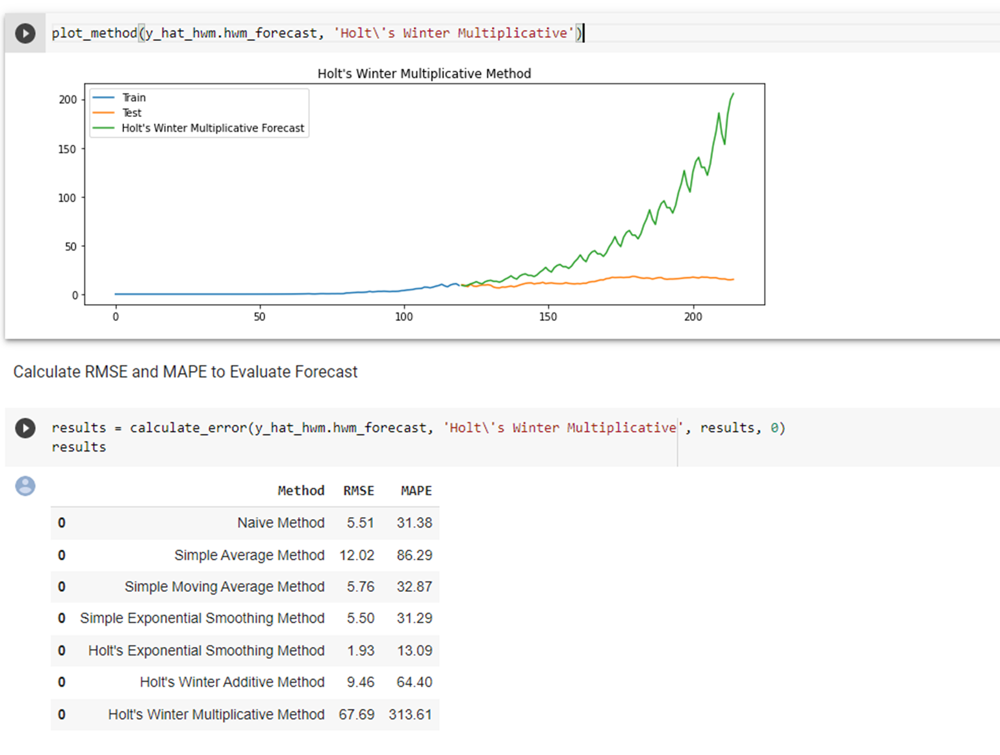 plot_method(y_hat_hwm.hwm_forecast, 'Holt\'s Winter Multiplicative')
Holt's Winter Multiplicative Method
Train
Test
Holt's Winter Multiplicative Forecast
200
150
100
50
0
0 50 100 150 200
Calculate RMSE and MAPE to Evaluate Forecast
results = calculate_error(y_hat_hwm.hwm_forecast, 'Holt\'s Winter Multiplicative', results, 0)
results
Method RMSE MAPE
0 Naive Method 5.51 31.38
0 Simple Average Method 12.02 86.29
0 Simple Moving Average Method 5.76 32.87
0 Simple Exponential Smoothing Method 5.50 31.29
0 Holt's Exponential Smoothing Method 1.93 13.09
0 Holt's Winter Additive Method 9.46 64.40
0 Holt's Winter Multiplicative Method 67.69 313.61